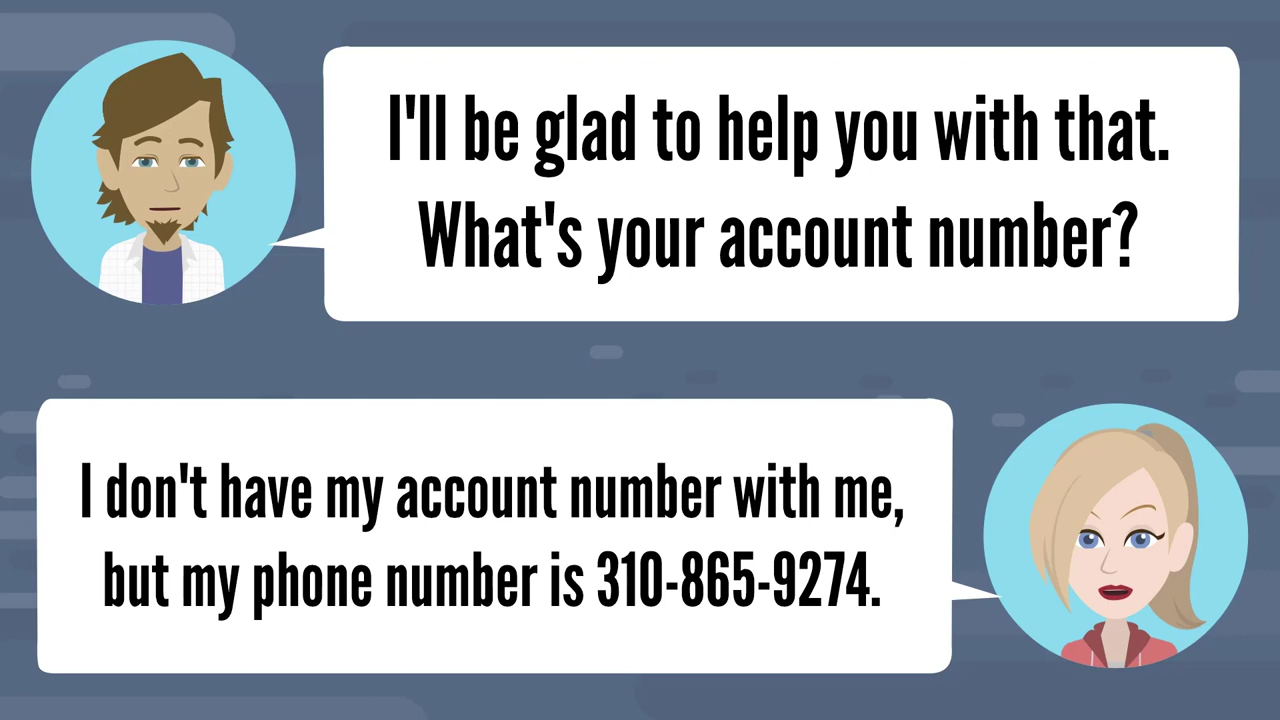 I'll be glad to help you with that.
What's your account number?
I don't have my account number with me,
but my phone number is 310-865-9274.